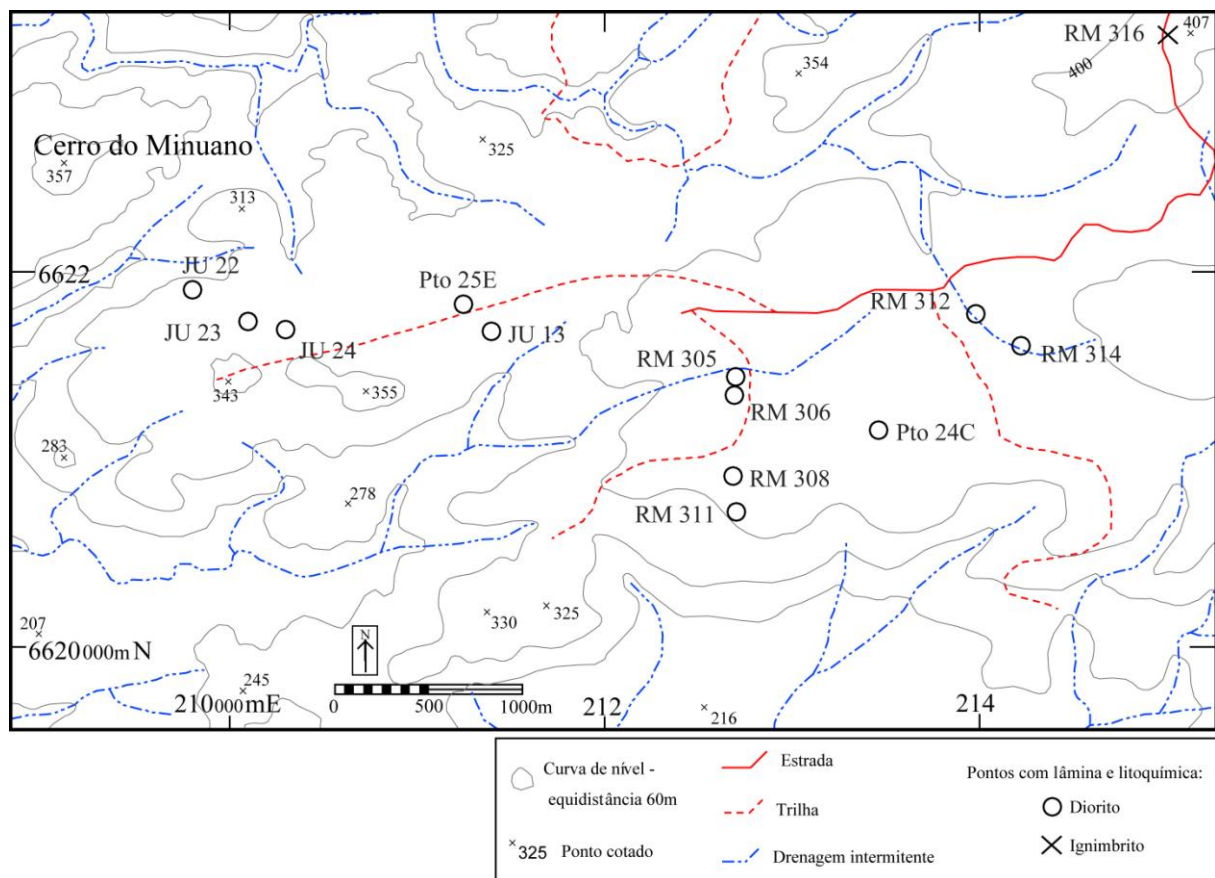 RM 316
407
354
400
325
Cerro do Minuano
357
313
6622
JU 22
Pto 25E
RM 312
JU 23
JU 24
JU 13
RM 314
RM 305
343
355
RM 306
Pto 24C
283
278
RM 308
RM 311
330
325
207
6620 000m N
245
210 000mE
212
214
0
500
1000m
216
N
Curva de nível -
equidistância 60m
325 Ponto cotado
Estrada
Trilha
Drenagem intermitente
Pontos com lâmina e litoquímica:
Diorito
Ignimbrito